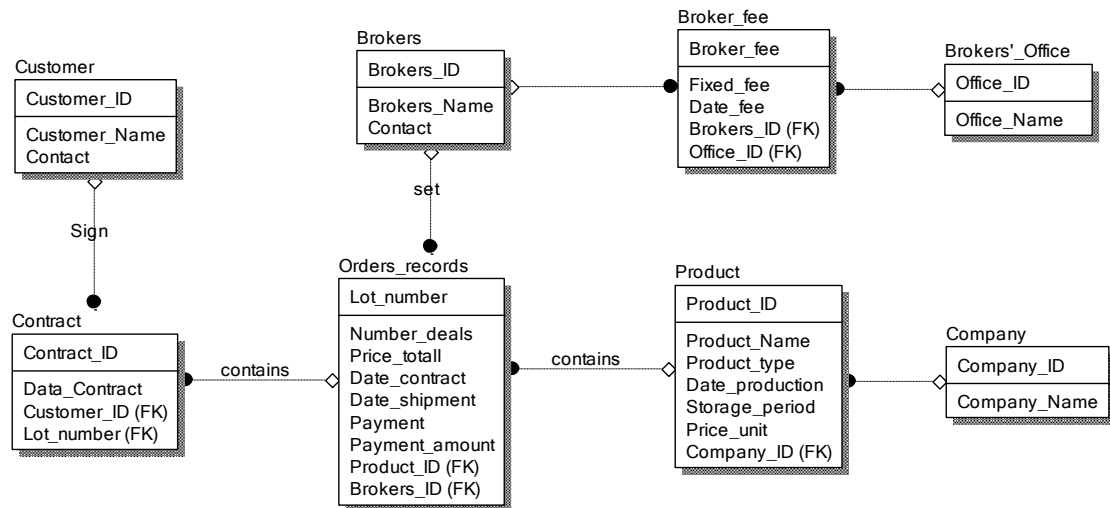 Broker_fee
Broker_fee
Fixed_fee
Date_fee
Brokers_ID (FK)
Office_ID (FK)
Brokers
Brokers_ID
Brokers_Name
Contact
Brokers'_Office
Office_ID
Office_Name
Customer
Customer_ID
Customer_Name
Contact
set
Sign
Orders_records
Lot_number
Number_deals
Price_totall
Date_contract
Date_shipment
Payment
Payment_amount
Product_ID (FK)
Brokers_ID (FK)
Product
Product_ID
Product_Name
Product_type
Date_production
Storage_period
Price_unit
Company_ID (FK)
Contract
Contract_ID
Data_Contract
Customer_ID (FK)
Lot_number (FK)
contains
contains
Company
Company_ID
Company_Name